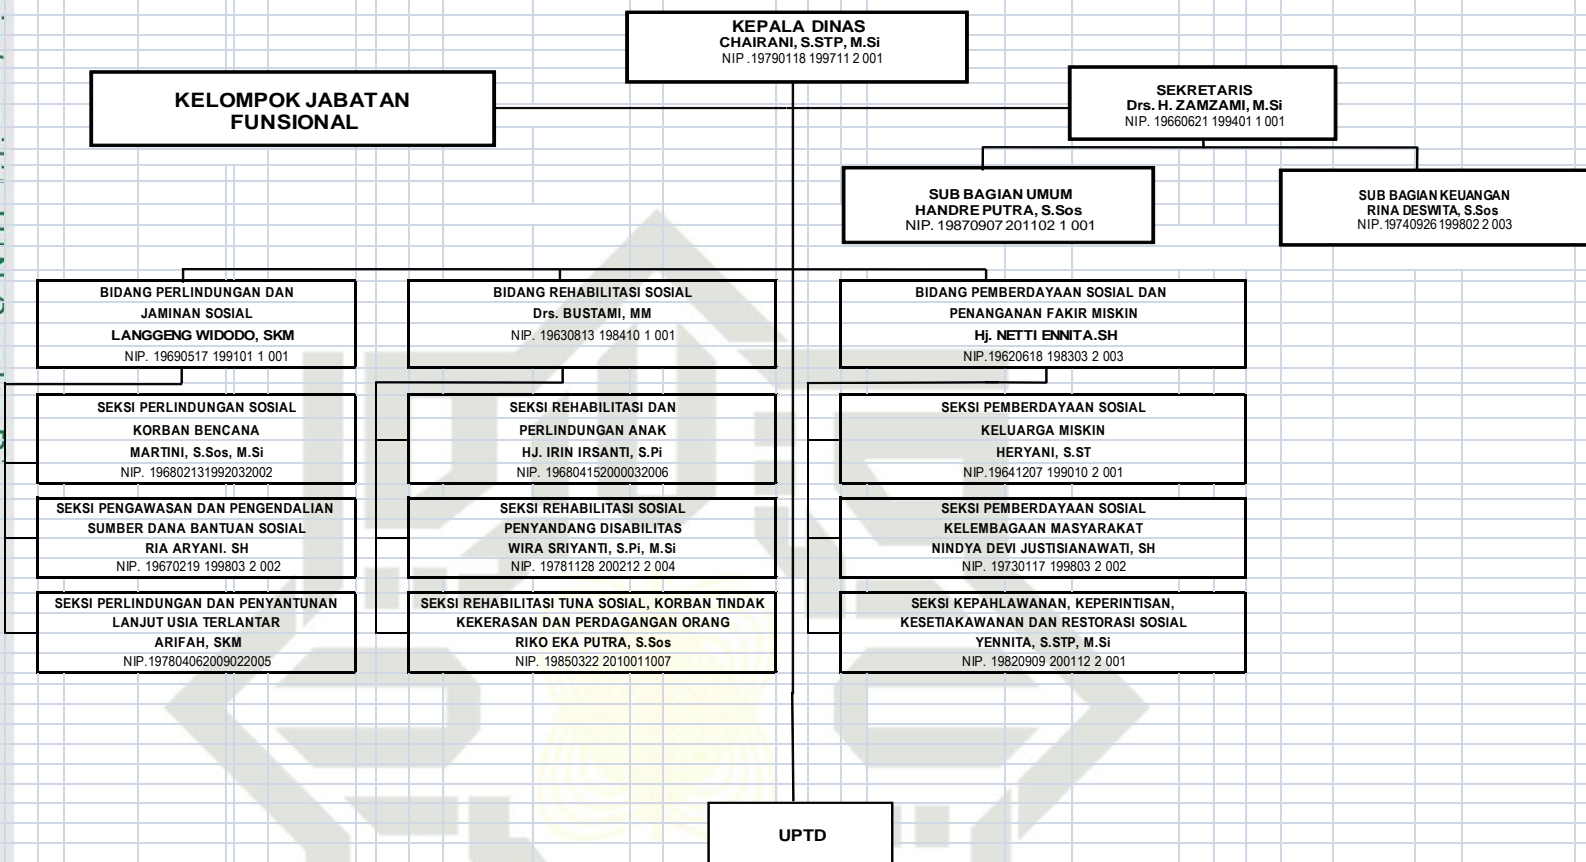 KEPALA DINAS
CHAIRANI, S.STP, M.Si
NIP .19790118 199711 2 001
KELOMPOK JABATAN
FUNSIONAL
SEKRETARIS
Drs. H. ZAMZAMI, M.Si
NIP. 19660621 199401 1 001
SUB BAGIAN UMUM
HANDRE PUTRA, S.Sos
NIP. 19870907 201102 1 001
SUB BAGIAN KEUANGAN
RINA DESWITA, S.Sos
NIP. 19740926 199802 2 003
BIDANG PERLINDUNGAN DAN
JAMINAN SOSIAL
LANGGENG WIDODO, SKM
NIP. 19690517 199101 1 001
BIDANG REHABILITASI SOSIAL
Drs. BUSTAMI, MM
NIP. 19630813 198410 1 001
BIDANG PEMBERDAYAAN SOSIAL DAN
PENANGANAN FAKIR MISKIN
Hj. NETTI ENNITA.SH
NIP.19620618 198303 2 003
SEKSI PERLINDUNGAN SOSIAL
KORBAN BENCANA
MARTINI, S.Sos, M.Si
NIP. 196802131992032002
SEKSI REHABILITASI DAN
PERLINDUNGAN ANAK
HJ. IRIN IRSANTI, S.Pi
NIP. 196804152000032006
SEKSI PEMBERDAYAAN SOSIAL
KELUARGA MISKIN
HERYANI, S.ST
NIP.19641207 199010 2 001
SEKSI PENGAWASAN DAN PENGENDALIAN
SUMBER DANA BANTUAN SOSIAL
RIA ARYANI. SH
NIP. 19670219 199803 2 002
SEKSI REHABILITASI SOSIAL
PENYANDANG DISABILITAS
WIRA SRIYANTI, S.Pi, M.Si
NIP. 19781128 200212 2 004
SEKSI PEMBERDAYAAN SOSIAL
KELEMBAGAAN MASYARAKAT
NINDYA DEVI JUSTISIANAWATI, SH
NIP. 19730117 199803 2 002
SEKSI PERLINDUNGAN DAN PENYANTUNAN
LANJUT USIA TERLANTAR
ARIFAH, SKM
NIP.197804062009022005
SEKSI REHABILITASI TUNA SOSIAL, KORBAN TINDAK
KEKERASAN DAN PERDAGANGAN ORANG
RIKO EKA PUTRA, S.Sos
NIP. 19850322 2010011007
SEKSI KEPAHLAWANAN, KEPERINTISAN,
KESETIAKAWANAN DAN RESTORASI SOSIAL
YENNITA, S.STP, M.Si
NIP. 19820909 200112 2 001
UPTD